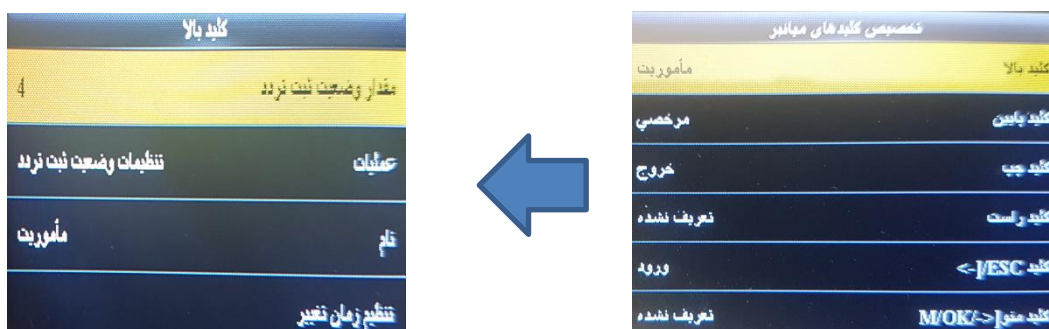 تخصیص کلیدهای میانبر
کلید بالا مأموریت
کلید پایین مرخصي
کلید چپ خروج
کلید راست تعریف نشده
کلید ESC/[->  ورود
کلید منو[<-/M/OK تعریف نشده
کلید بالا
مقدار وضعیت ثبت تردد 4
عملیات تنظیمات وضعیت ثبت تردد
نام مأموریت
تنظیم زمان تغییر